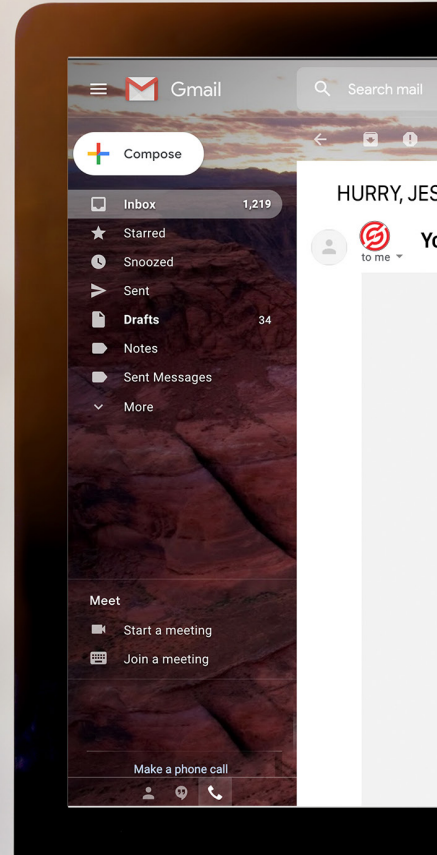 Gmail
Search mail
Compose
HURRY, JES
Inbox 1,219
Starred
Yo
Snoozed
to me
Sent
Drafts 34
Notes
Sent Messages
More
Meet
Start a meeting
Join a meeting
Make a phone call